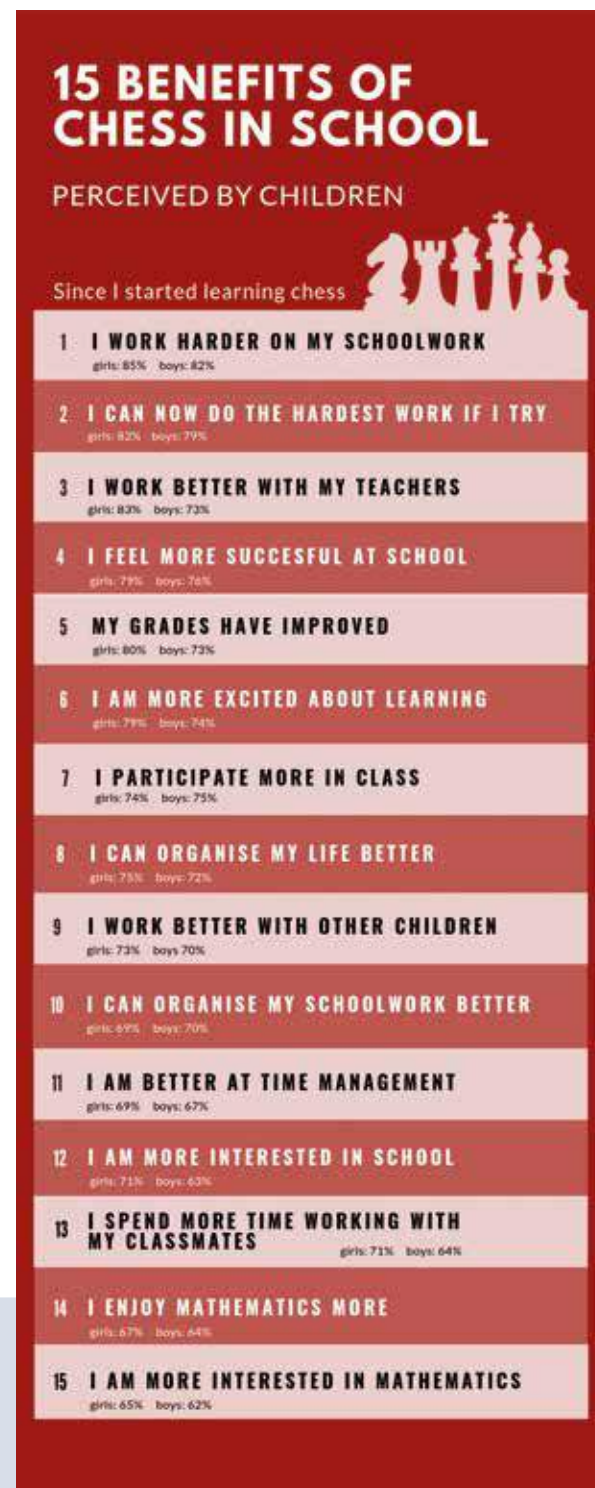 15 BENEFITS OF
CHESS IN SCHOOL
PERCEIVED BY CHILDREN
Since I started learning chess
1 I WORK HARDER ON MY SCHOOLWORK
girls: 85% boys: 82%
2 I CAN NOW DO THE HARDEST WORK IF I TRY
girls: 82% boys: 79%
3 I WORK BETTER WITH MY TEACHERS
girls: 83% boys: 73%
4 I FEEL MORE SUCCESFUL AT SCHOOL
girls: 79% boys: 76%
5 MY GRADES HAVE IMPROVED
girls: 80% boys: 73%
6 I AM MORE EXCITED ABOUT LEARNING
girls: 79% boys: 74%
7 I PARTICIPATE MORE IN CLASS
girls: 74% boys: 75%
8 I CAN ORGANISE MY LIFE BETTER
girls: 75% boys: 72%
9 I WORK BETTER WITH OTHER CHILDREN
girls: 73% boys 70%
10 I CAN ORGANISE MY SCHOOLWORK BETTER
girls: 69% boys: 70%
11 I AM BETTER AT TIME MANAGEMENT
girls: 69% boys: 67%
12 I AM MORE INTERESTED IN SCHOOL
girls: 71% boys: 63%
13 I SPEND MORE TIME WORKING WITH
MY CLASSMATES girls: 71% boys: 64%
14 I ENJOY MATHEMATICS MORE
girls: 67% boys: 64%
15 I AM MORE INTERESTED IN MATHEMATICS
girls: 65% boys: 62%